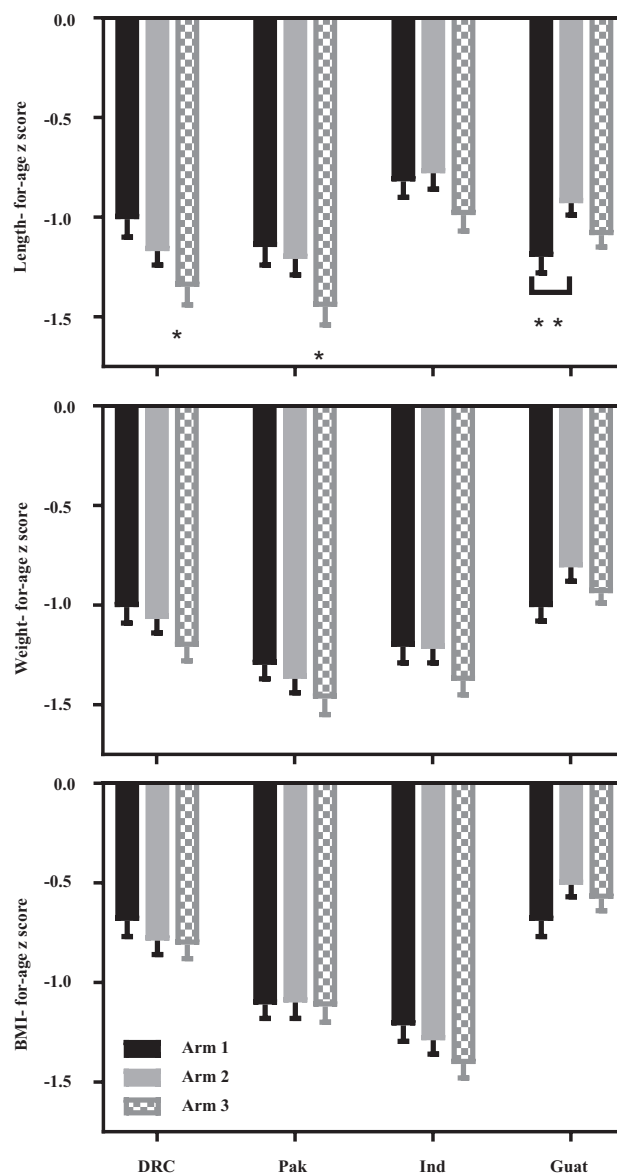 0.0
-0.5
-1.0
-1.5
Length- for-age z score
*
*
* *
0.0
-0.5
-1.0
-1.5
Weight- for-age z score
0.0
-0.5
-1.0
-1.5
BMI- for-age z score
Arm 1
Arm 2
Arm 3
DRC Pak Ind Guat